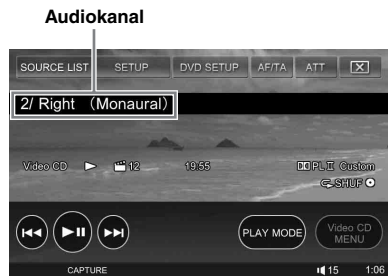 Audiokanal
SOURCE LIST SETUP DVD SETUP AF/TA ATT X
2/ Right (Monaural)
Video CD 12 19:55 DD PL II Custom
SHUF
PLAY MODE Video CD MENU
CAPTURE 15 1:06